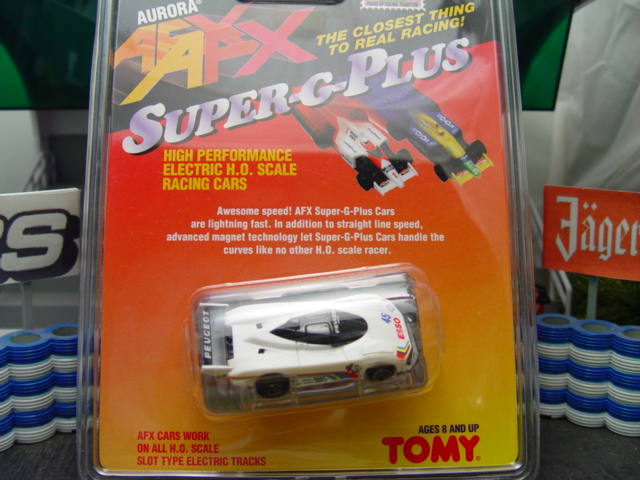 AURORA®
AFX
THE CLOSEST THING
TO REAL RACING!
SUPER-G-PLUS
HIGH PERFORMANCE
ELECTRIC H.O. SCALE
RACING CARS
Awesome speed! AFX Super-G-Plus Cars
are lightning fast. In addition to straight line speed,
advanced magnet technology let Super-G-Plus Cars handle the
curves like no other H.O. scale racer.
Jäger
PEUGEOT
45
ESSO
AFX CARS WORK
ON ALL H.O. SCALE
SLOT TYPE ELECTRIC TRACKS
AGES 8 AND UP
TOMY®